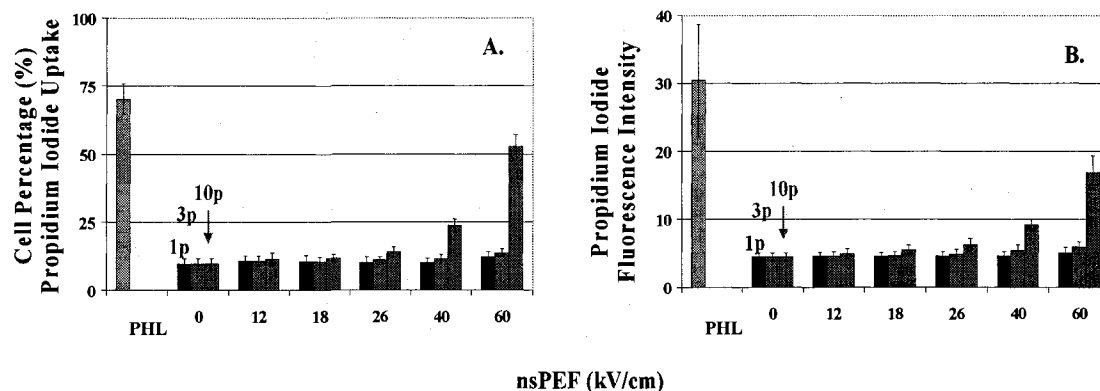 Cell Percentage (%)
Propidium Iodide Uptake
100
75
50
25
0
A.
1p
3p
10p
PHL
0
12
18
26
40
60
Propidium Iodide
Fluorescence Intensity
40
30
20
10
0
B.
1p
3p
10p
PHL
0
12
18
26
40
60
nsPEF (kV/cm)